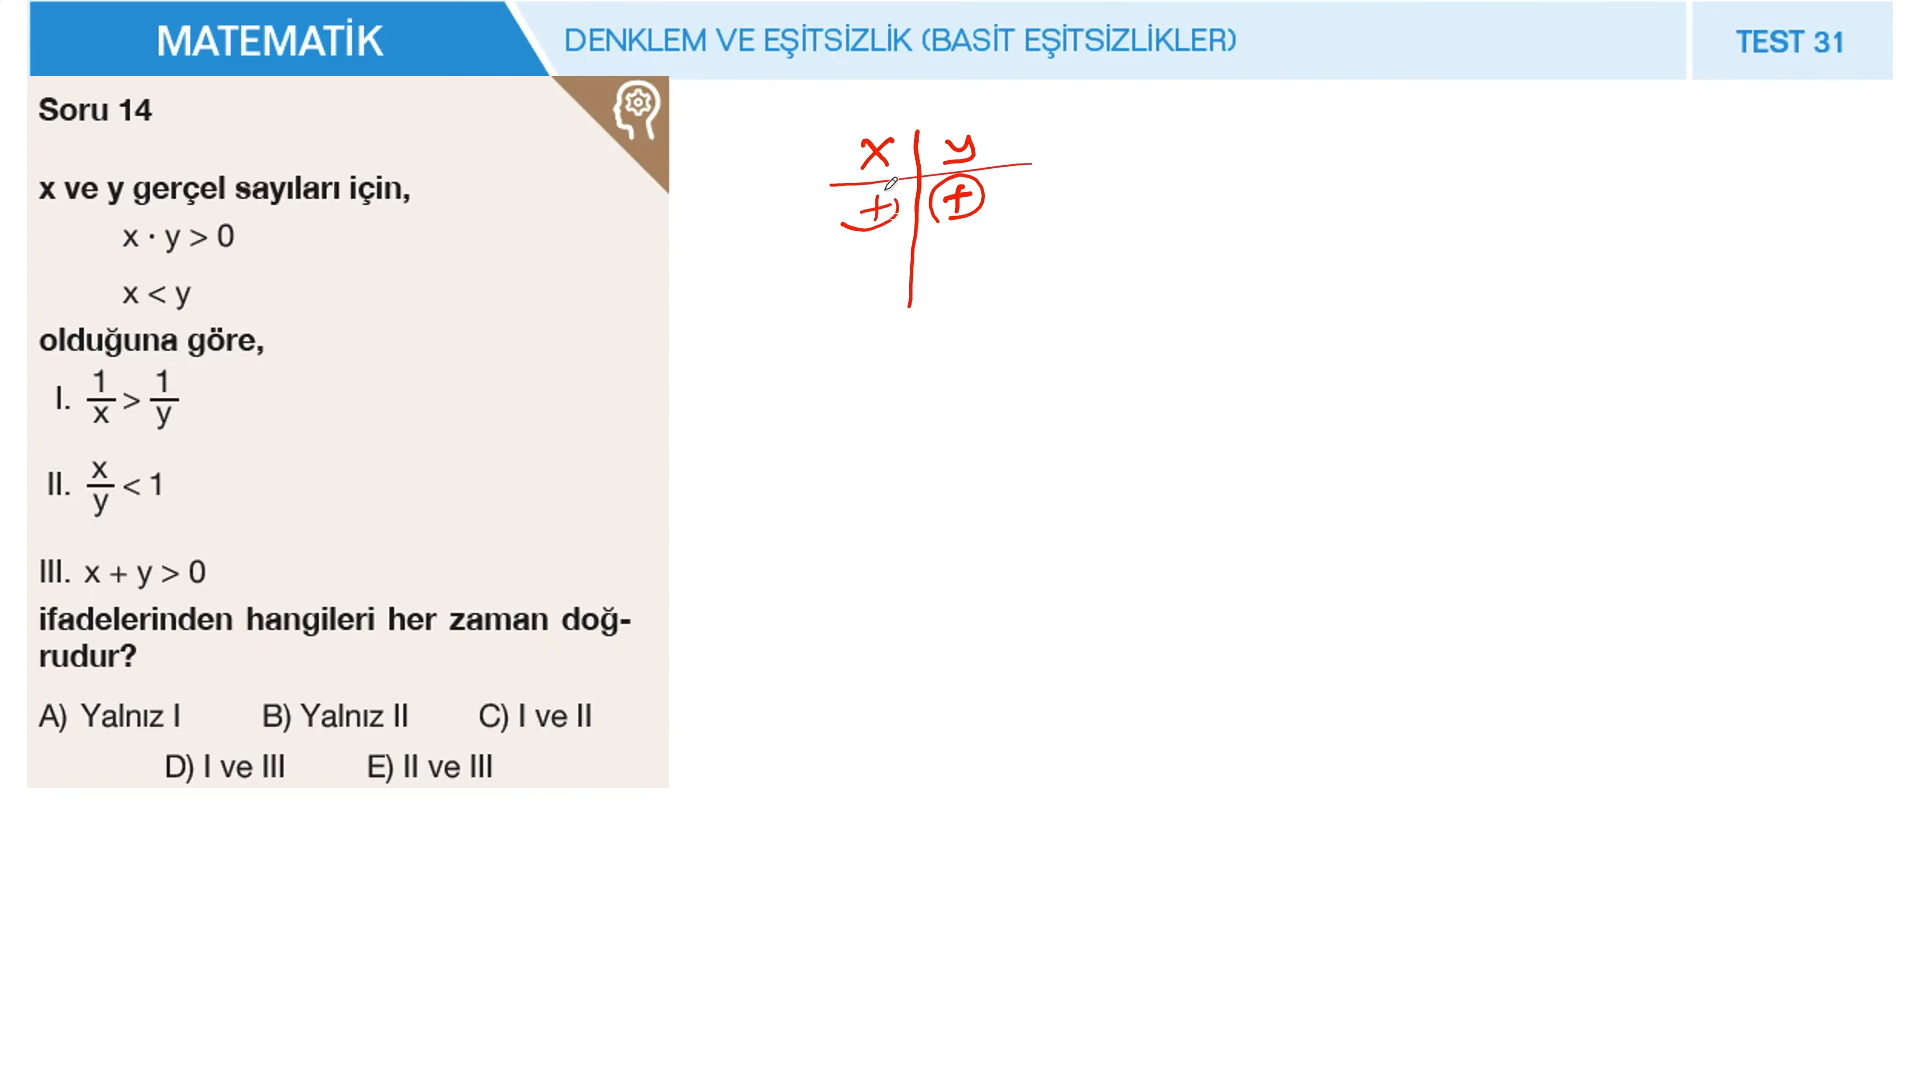 MATEMATİK
DENKLEM VE EŞİTSİZLİK (BASİT EŞİTSİZLİKLER)
TEST 31
Soru 14
x ve y gerçel sayıları için,
x · y > 0
x < y
olduğuna göre,
I. 1/x > 1/y
II. x/y < 1
III. x + y > 0
ifadelerinden hangileri her zaman doğ-
rudur?
A) Yalnız I B) Yalnız II C) I ve II
D) I ve III E) II ve III
x y
+ +